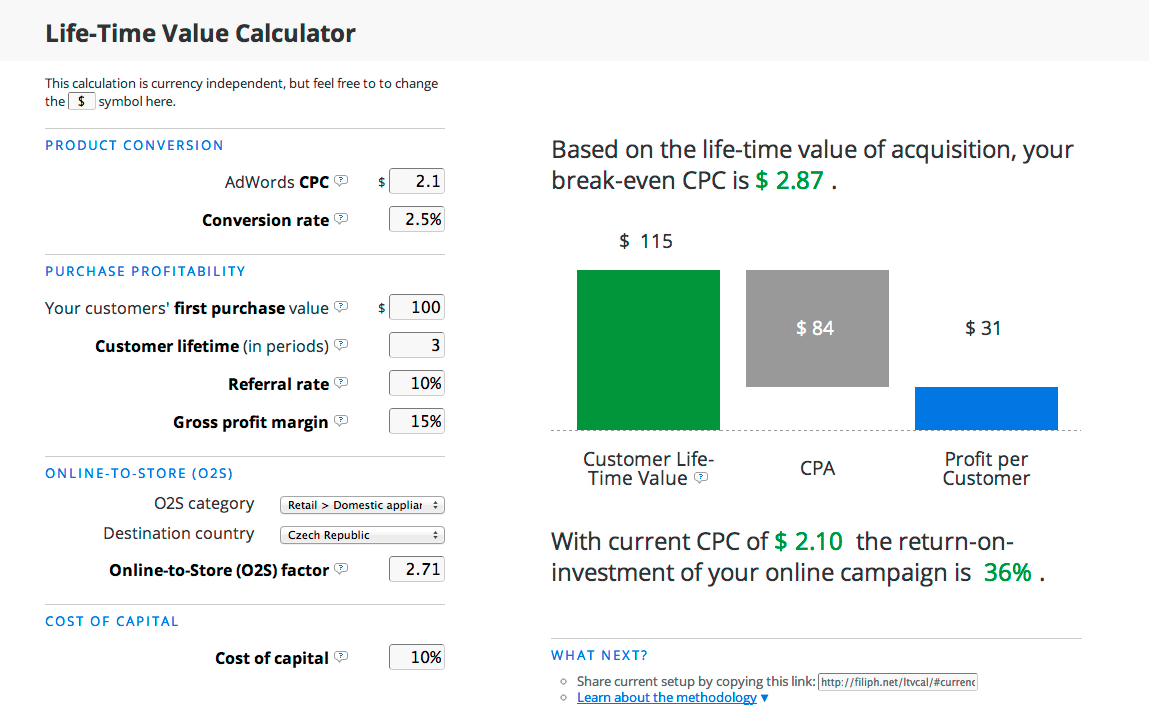 Life-Time Value Calculator
This calculation is currency independent, but feel free to to change
the $ symbol here.
PRODUCT CONVERSION
AdWords CPC ? $ 2.1
Conversion rate ? 2.5%
PURCHASE PROFITABILITY
Your customers' first purchase value ? $ 100
Customer lifetime (in periods) ? 3
Referral rate ? 10%
Gross profit margin ? 15%
ONLINE-TO-STORE (O2S)
O2S category Retail > Domestic appliar
Destination country Czech Republic
Online-to-Store (O2S) factor ? 2.71
COST OF CAPITAL
Cost of capital ? 10%
Based on the life-time value of acquisition, your
break-even CPC is $ 2.87 .
$ 115
$ 84
$ 31
Customer Life-
Time Value ?
CPA
Profit per
Customer
With current CPC of $ 2.10 the return-on-
investment of your online campaign is 36% .
WHAT NEXT?
Share current setup by copying this link: http://filiph.net/ltvcal/#currenc
Learn about the methodology ▼